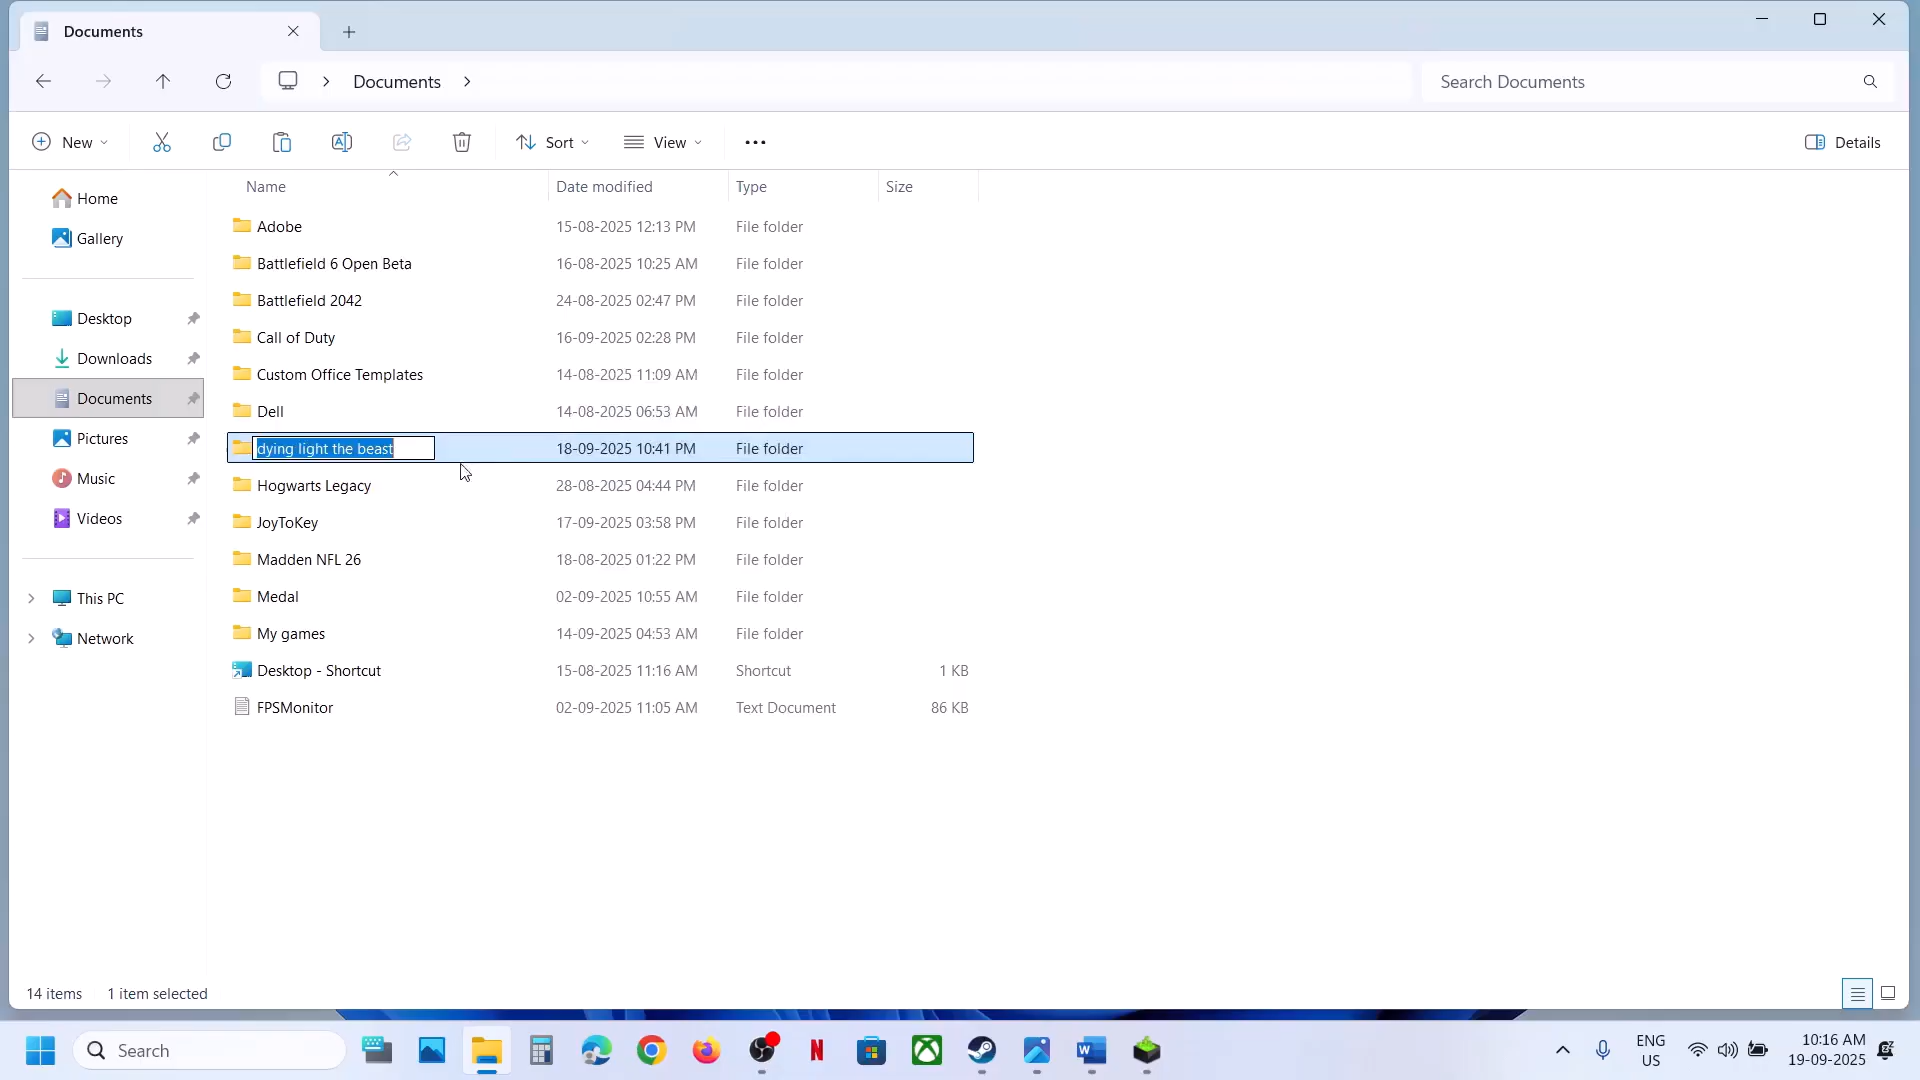 Documents
Documents
Search Documents
New
Sort
View
Details
Name Date modified Type Size
Home
Gallery
Desktop
Downloads
Documents
Pictures
Music
Videos
This PC
Network
Adobe 15-08-2025 12:13 PM File folder
Battlefield 6 Open Beta 16-08-2025 10:25 AM File folder
Battlefield 2042 24-08-2025 02:47 PM File folder
Call of Duty 16-09-2025 02:28 PM File folder
Custom Office Templates 14-08-2025 11:09 AM File folder
Dell 14-08-2025 06:53 AM File folder
dying light the beast 18-09-2025 10:41 PM File folder
Hogwarts Legacy 28-08-2025 04:44 PM File folder
JoyToKey 17-09-2025 03:58 PM File folder
Madden NFL 26 18-08-2025 01:22 PM File folder
Medal 02-09-2025 10:55 AM File folder
My games 14-09-2025 04:53 AM File folder
Desktop - Shortcut 15-08-2025 11:16 AM Shortcut 1 KB
FPSMonitor 02-09-2025 11:05 AM Text Document 86 KB
14 items 1 item selected
Search
ENG
US
10:16 AM
19-09-2025